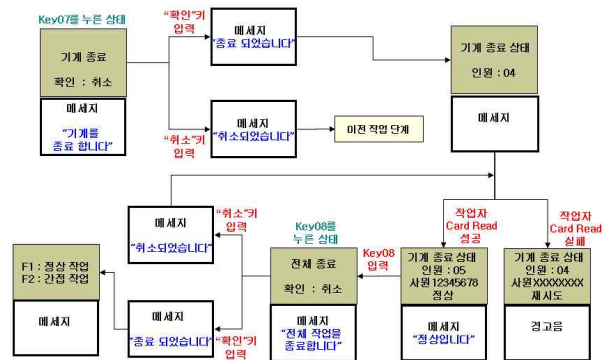 Key07를 누른 상태
기계 종료
확인 : 취소
메세지
“기계를
종료 합니다”
“확인”키
입력
메세지
“종료 되었습니다”
“취소”키
입력
메세지
“취소되었습니다”
이전 작업 단계
기계 종료 상태
인원 : 04
메세지
작업자
Card Read
성공
작업자
Card Read
실패
기계 종료 상태
인원 : 05
사원12345678
정상
메세지
“정상입니다”
기계 종료 상태
인원 : 04
사원XXXXXXXX
재시도
경고음
Key08
입력
Key08를
누른 상태
전체 종료
확인 : 취소
메세지
“전체 작업을
종료합니다”
“취소”키
입력
메세지
“취소되었습니다”
“확인”키
입력
메세지
“종료 되었습니다”
F1 : 정상 작업
F2 : 간접 작업
메세지